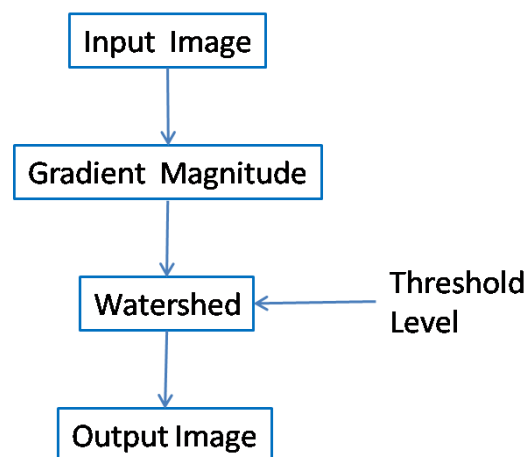 Input Image
Gradient Magnitude
Watershed
Threshold
Level
Output Image